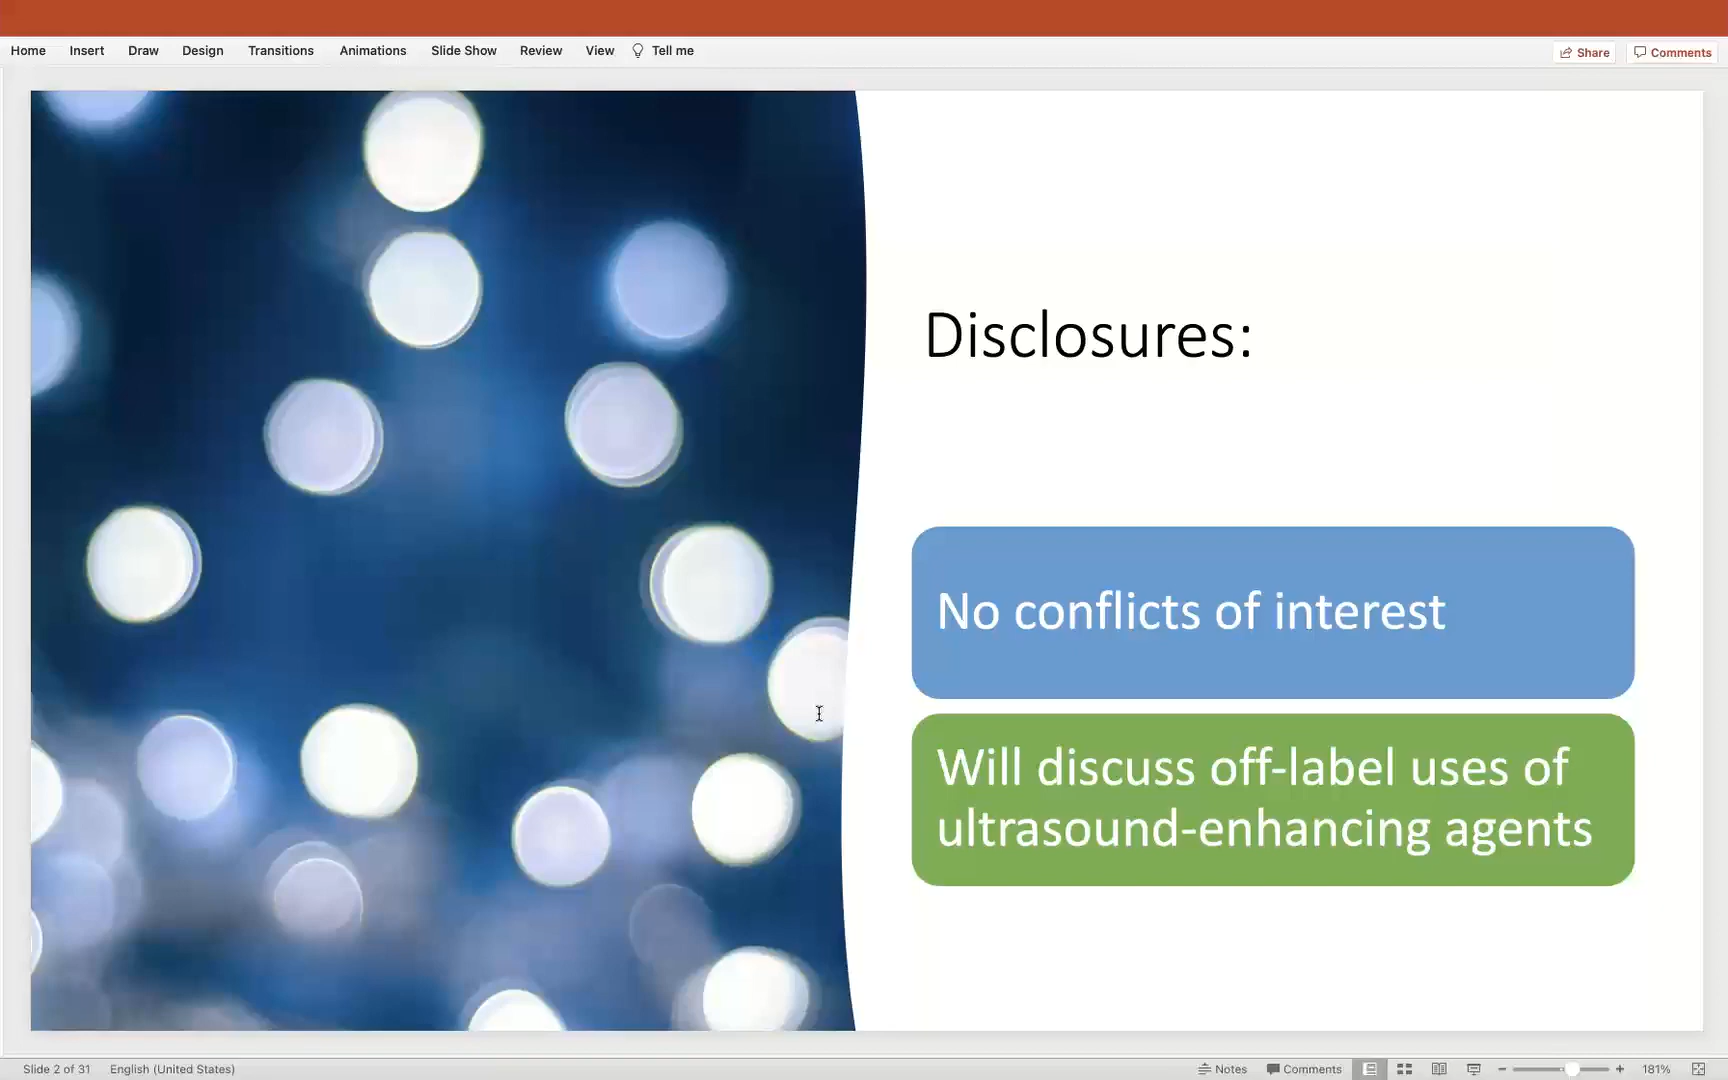 Home Insert Draw Design Transitions Animations Slide Show Review View Tell me Share Comments
Disclosures:
No conflicts of interest
Will discuss off-label uses of
ultrasound-enhancing agents
Slide 2 of 31 English (United States) Notes Comments 181%